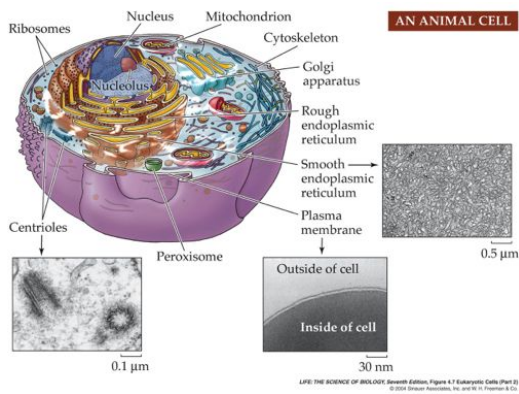 AN ANIMAL CELL
Nucleus
Mitochondrion
Ribosomes
Cytoskeleton
Golgi
apparatus
Nucleolus
Rough
endoplasmic
reticulum
Smooth
endoplasmic
reticulum
Plasma
membrane
Centrioles
Peroxisome
0.5 µm
Outside of cell
Inside of cell
0.1 µm
30 nm
LIFE: THE SCIENCE OF BIOLOGY, Seventh Edition, Figure 4.7 Eukaryotic Cells (Part 2)
© 2004 Sinauer Associates, Inc. and W. H. Freeman & Co.